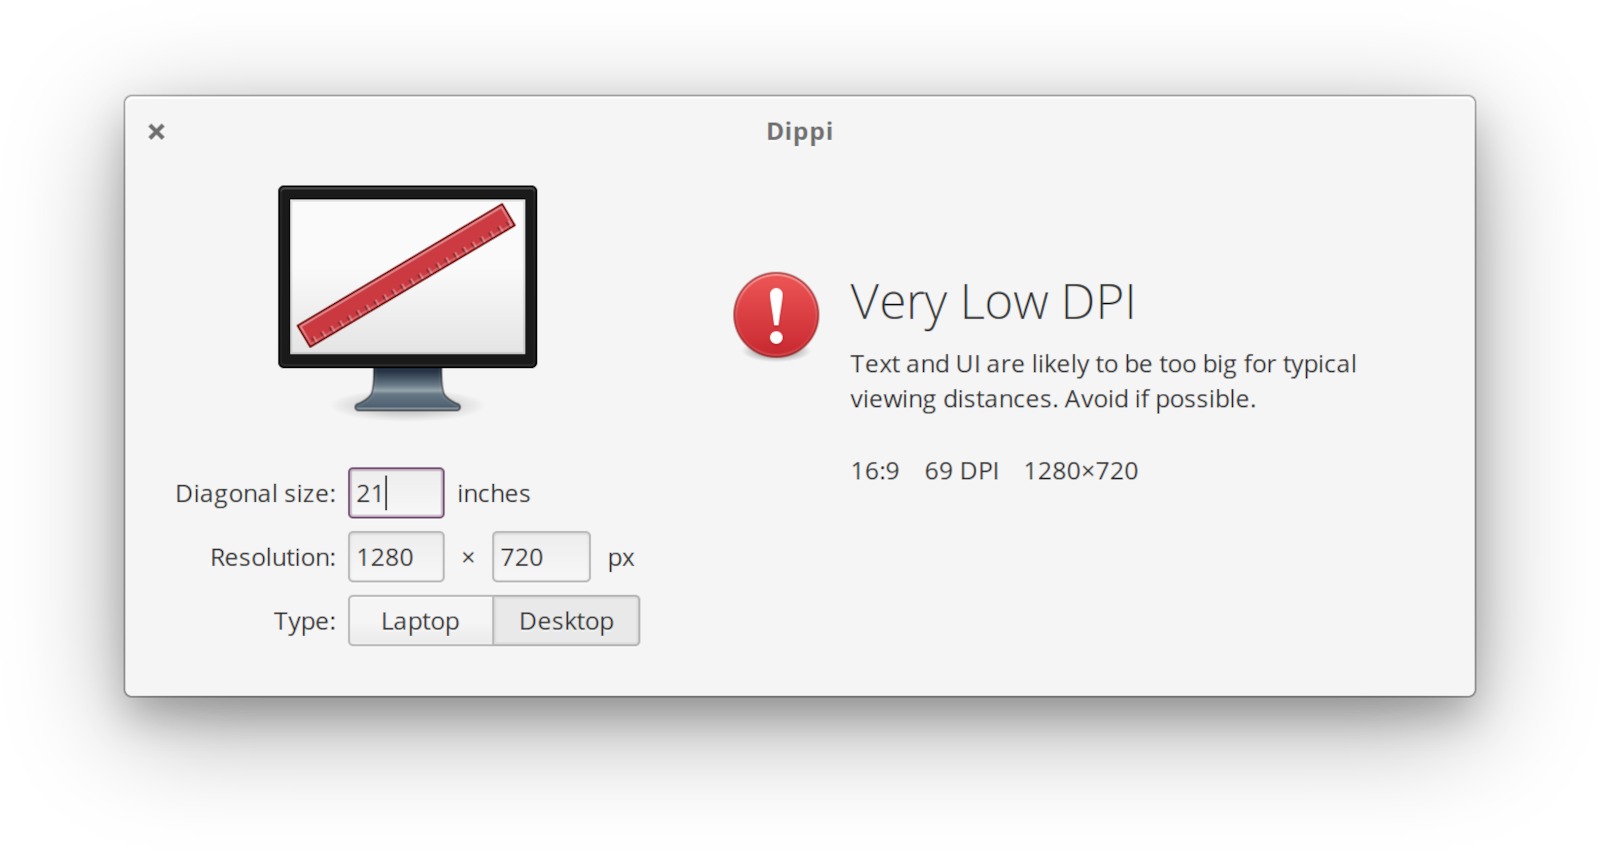 Dippi
Very Low DPI
Text and UI are likely to be too big for typical
viewing distances. Avoid if possible.
16:9 69 DPI 1280×720
Diagonal size: 21 inches
Resolution: 1280 × 720 px
Type: Laptop Desktop